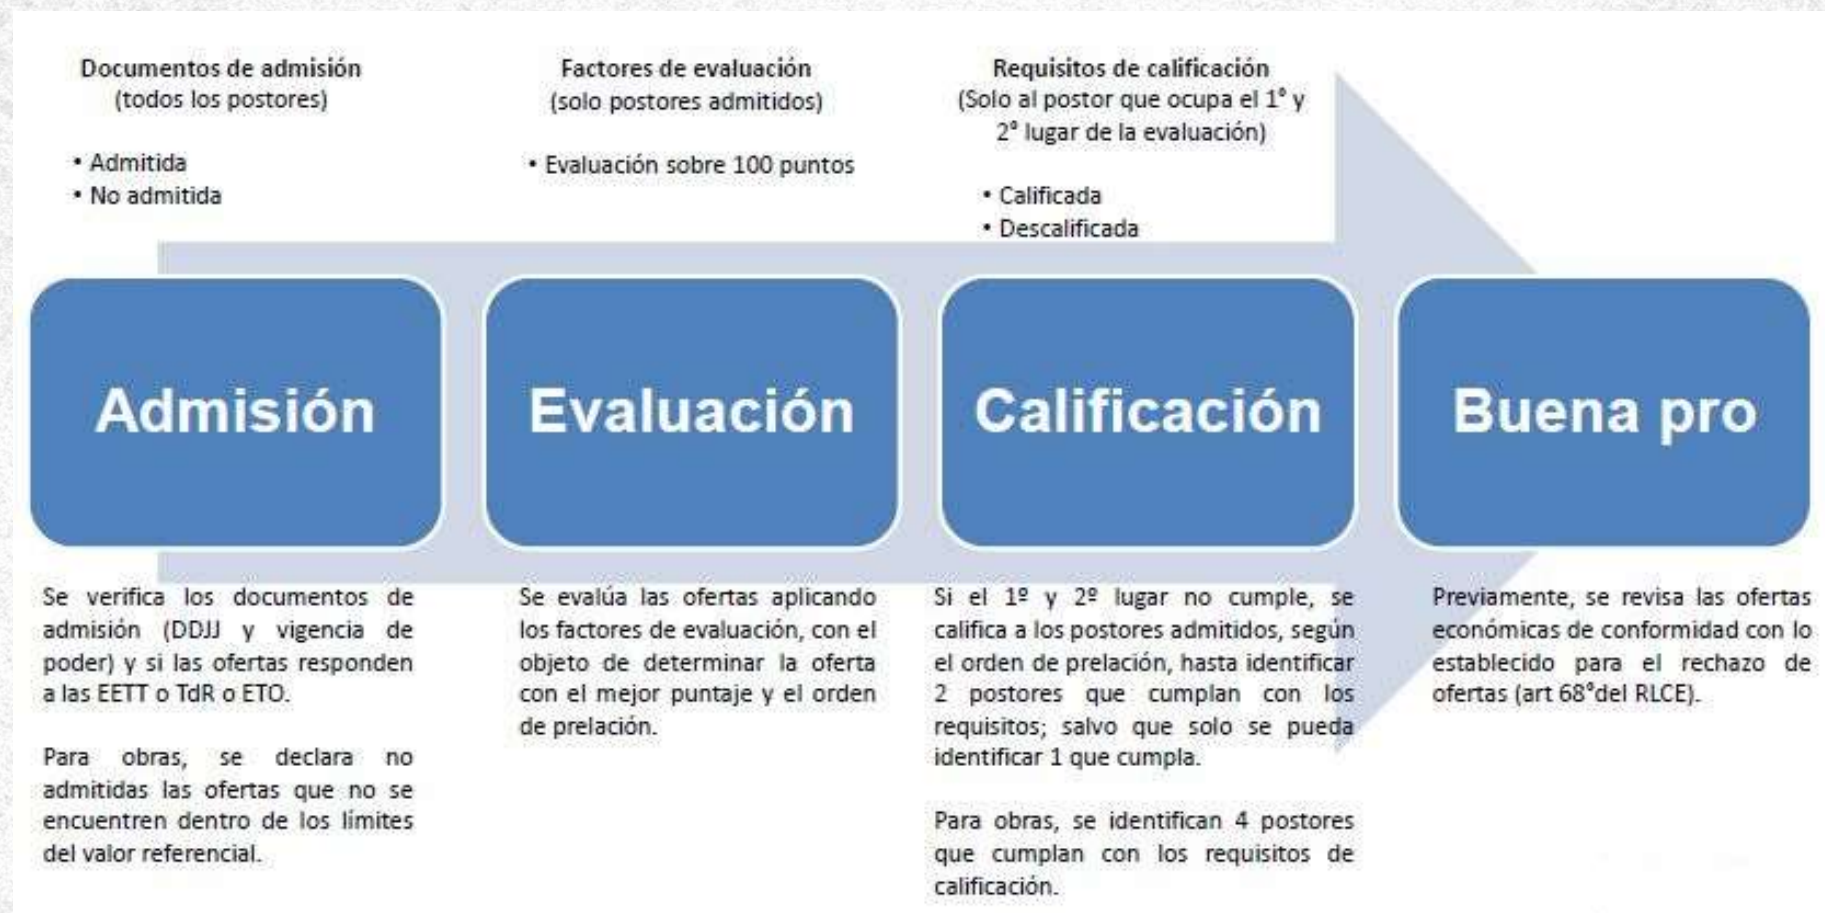 Documentos de admisión
(todos los postores)
• Admitida
• No admitida
Factores de evaluación
(solo postores admitidos)
• Evaluación sobre 100 puntos
Requisitos de calificación
(Solo al postor que ocupa el 1° y
2° lugar de la evaluación)
• Calificada
• Descalificada
Admisión
Evaluación
Calificación
Buena pro
Se verifica los documentos de
admisión (DDJJ y vigencia de
poder) y si las ofertas responden
a las EETT o TdR o ETO.
Para obras, se declara no
admitidas las ofertas que no se
encuentren dentro de los límites
del valor referencial.
Se evalúa las ofertas aplicando
los factores de evaluación, con el
objeto de determinar la oferta
con el mejor puntaje y el orden
de prelación.
Si el 1º y 2º lugar no cumple, se
califica a los postores admitidos, según
el orden de prelación, hasta identificar
2 postores que cumplan con los
requisitos; salvo que solo se pueda
identificar 1 que cumpla.
Para obras, se identifican 4 postores
que cumplan con los requisitos de
calificación.
Previamente, se revisa las ofertas
económicas de conformidad con lo
establecido para el rechazo de
ofertas (art 68°del RLCE).